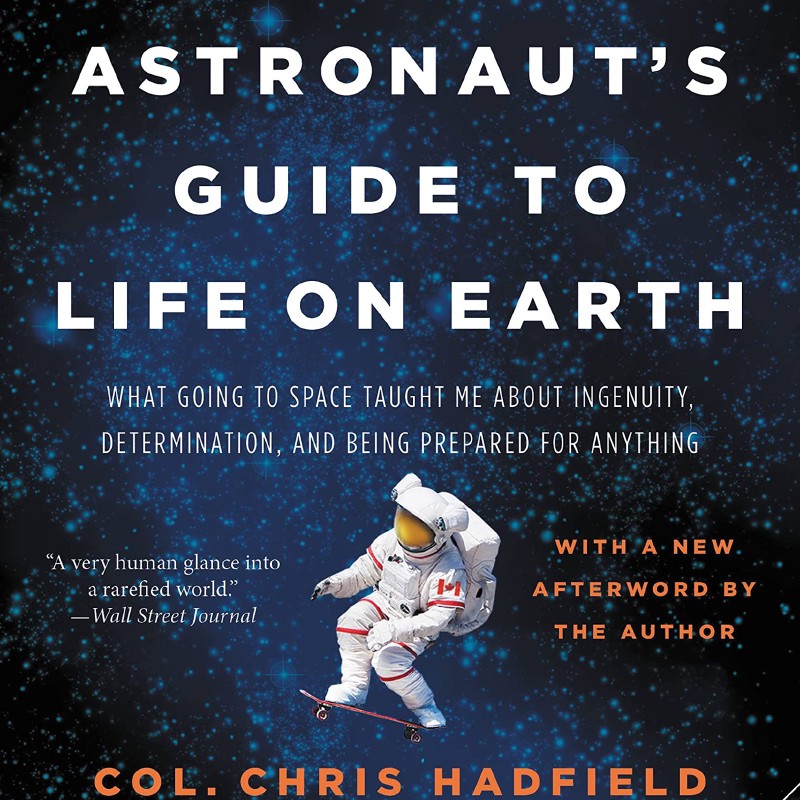 ASTRONAUT'S
GUIDE TO
LIFE ON EARTH
WHAT GOING TO SPACE TAUGHT ME ABOUT INGENUITY,
DETERMINATION, AND BEING PREPARED FOR ANYTHING
“A very human glance into
a rarefied world.”
—Wall Street Journal
WITH A NEW
AFTERWORD BY
THE AUTHOR
COL. CHRIS HADFIELD